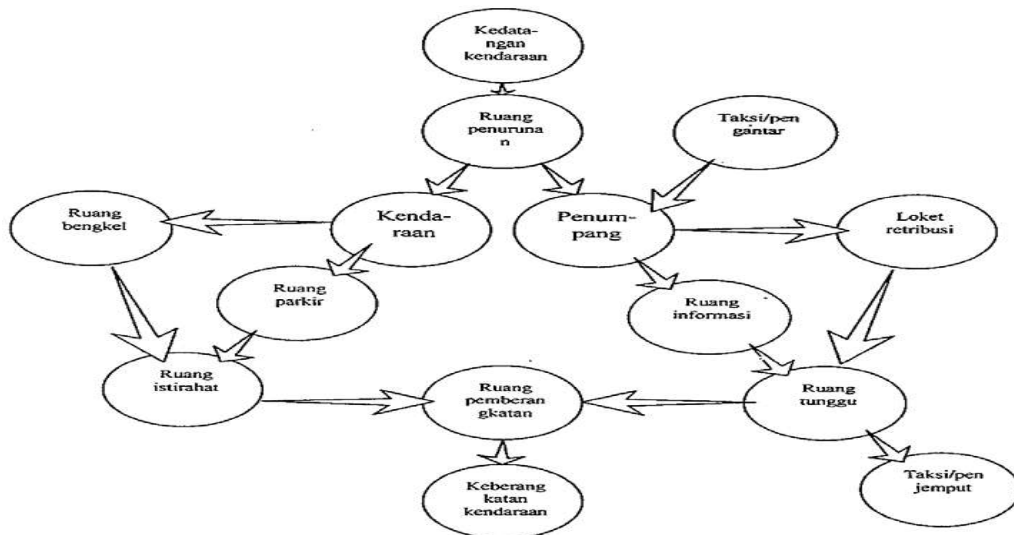 Kedata-
ngan
kendaraan
Ruang
penuruna
n
Taksi/pen
gantar
Ruang
bengkel
Kenda-
raan
Penum-
pang
Loket
retribusi
Ruang
parkir
Ruang
informasi
Ruang
istirahat
Ruang
pemberan
gkatan
Ruang
tunggu
Keberang
katan
kendaraan
Taksi/pen
jemput